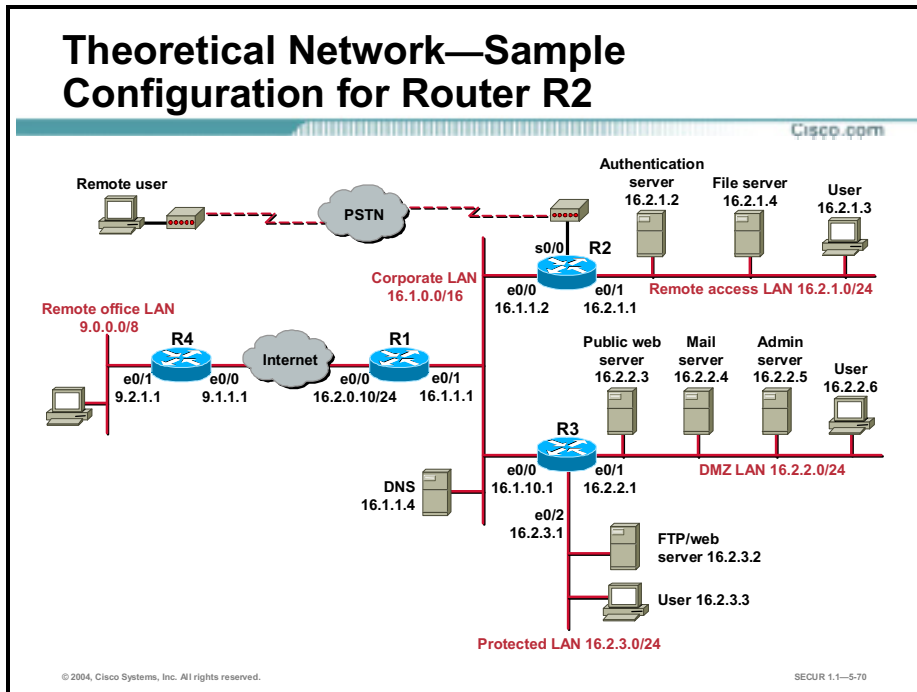 Theoretical Network—Sample
Configuration for Router R2
Cisco.com
Remote user
PSTN
Authentication
server
16.2.1.2
File server
16.2.1.4
User
16.2.1.3
s0/0
R2
Corporate LAN
16.1.0.0/16
e0/0
16.1.1.2
e0/1
16.2.1.1
Remote access LAN 16.2.1.0/24
Remote office LAN
9.0.0.0/8
R4
Internet
R1
e0/1
9.2.1.1
e0/0
9.1.1.1
e0/0
16.2.0.10/24
e0/1
16.1.1.1
Public web
server
16.2.2.3
Mail
server
16.2.2.4
Admin
server
16.2.2.5
User
16.2.2.6
R3
e0/0
16.1.10.1
e0/1
16.2.2.1
DMZ LAN 16.2.2.0/24
DNS
16.1.1.4
e0/2
16.2.3.1
FTP/web
server 16.2.3.2
User 16.2.3.3
Protected LAN 16.2.3.0/24
© 2004, Cisco Systems, Inc. All rights reserved.
SECUR 1.1—5-70